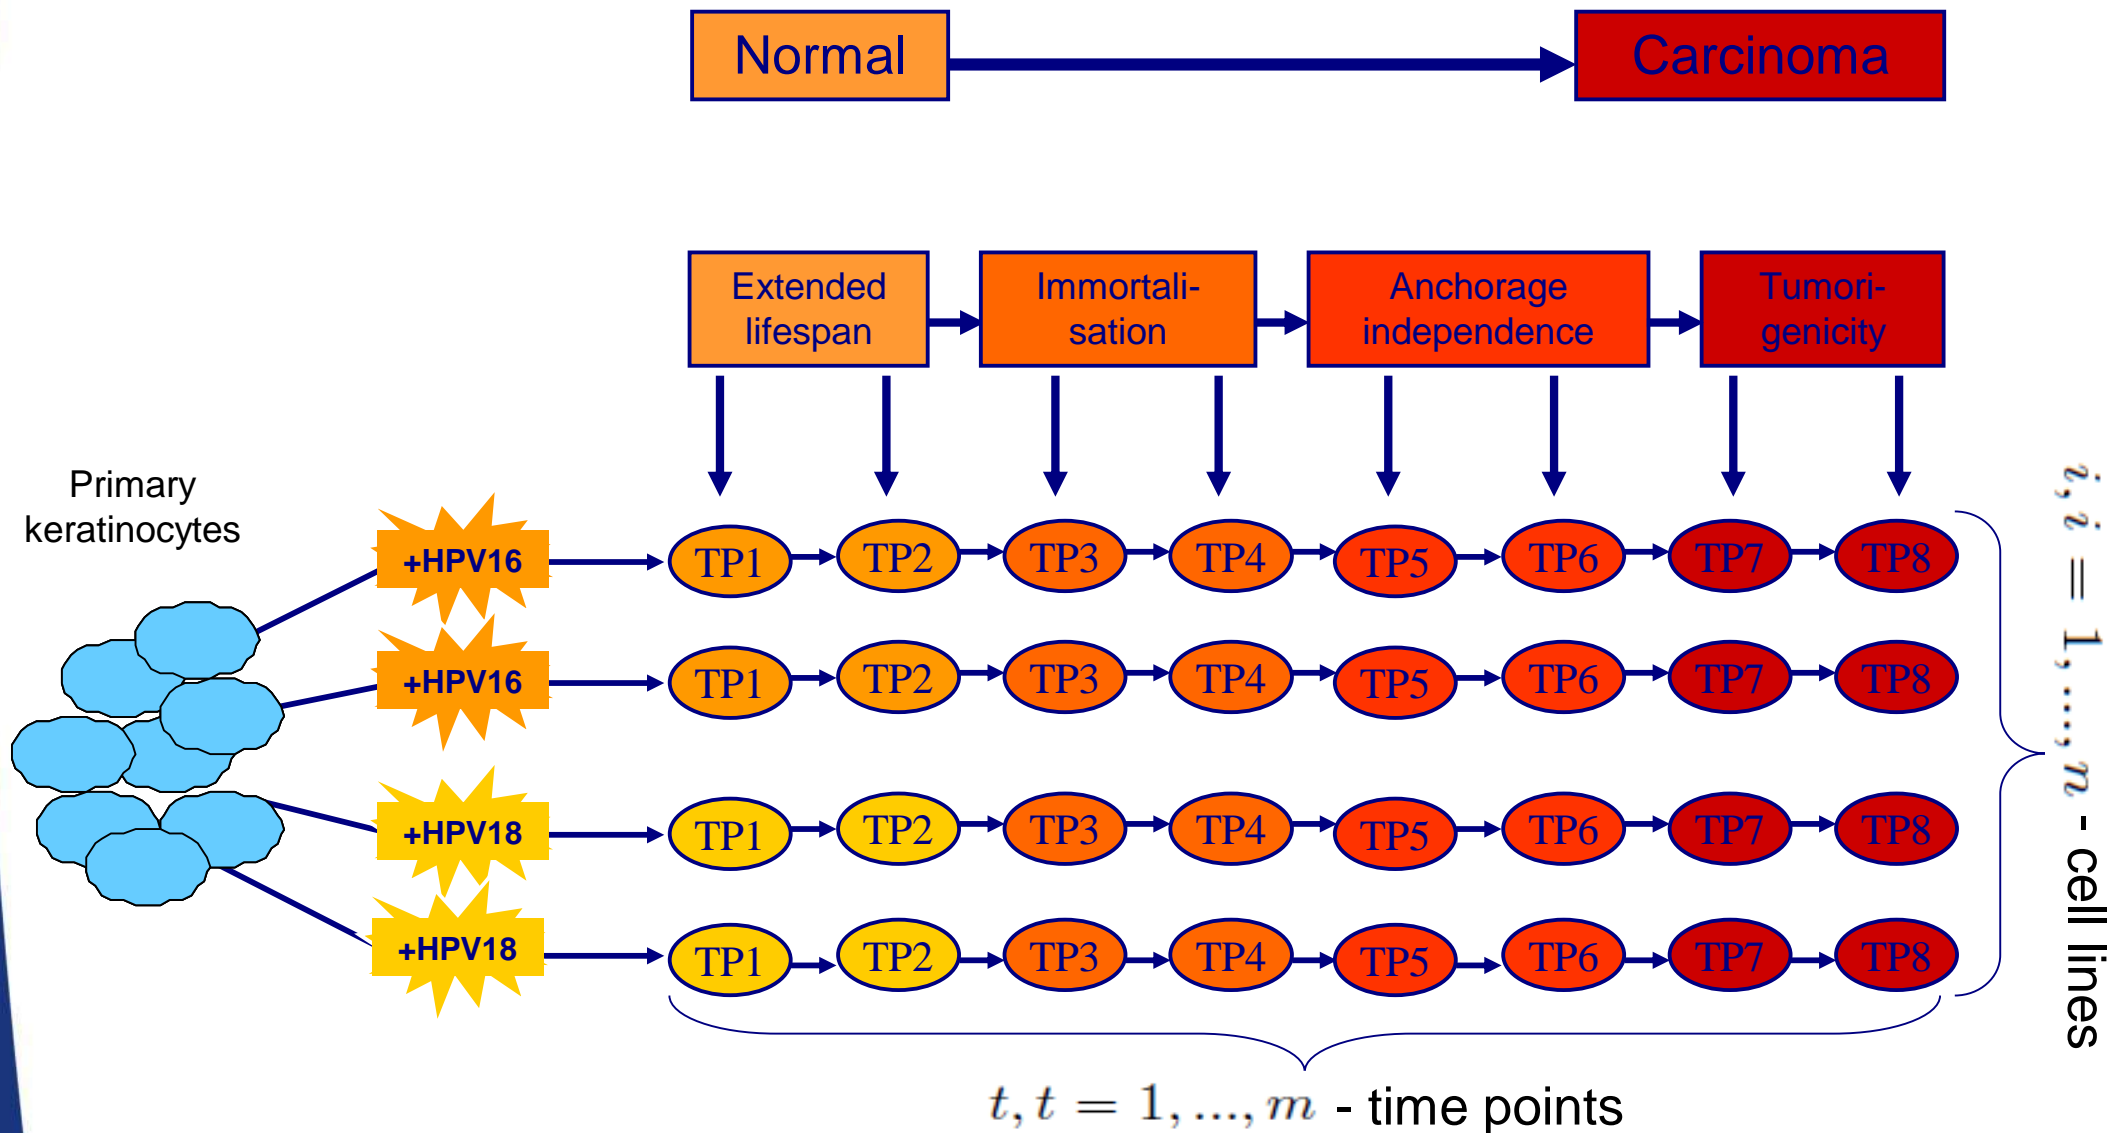 Normal
Carcinoma
Extended
lifespan
Immortali-
sation
Anchorage
independence
Tumori-
genicity
Primary
keratinocytes
+HPV16
TP1 TP2 TP3 TP4 TP5 TP6 TP7 TP8
+HPV16
TP1 TP2 TP3 TP4 TP5 TP6 TP7 TP8
+HPV18
TP1 TP2 TP3 TP4 TP5 TP6 TP7 TP8
+HPV18
TP1 TP2 TP3 TP4 TP5 TP6 TP7 TP8
i, i = 1, ..., m - cell lines
t, t = 1, ..., m - time points